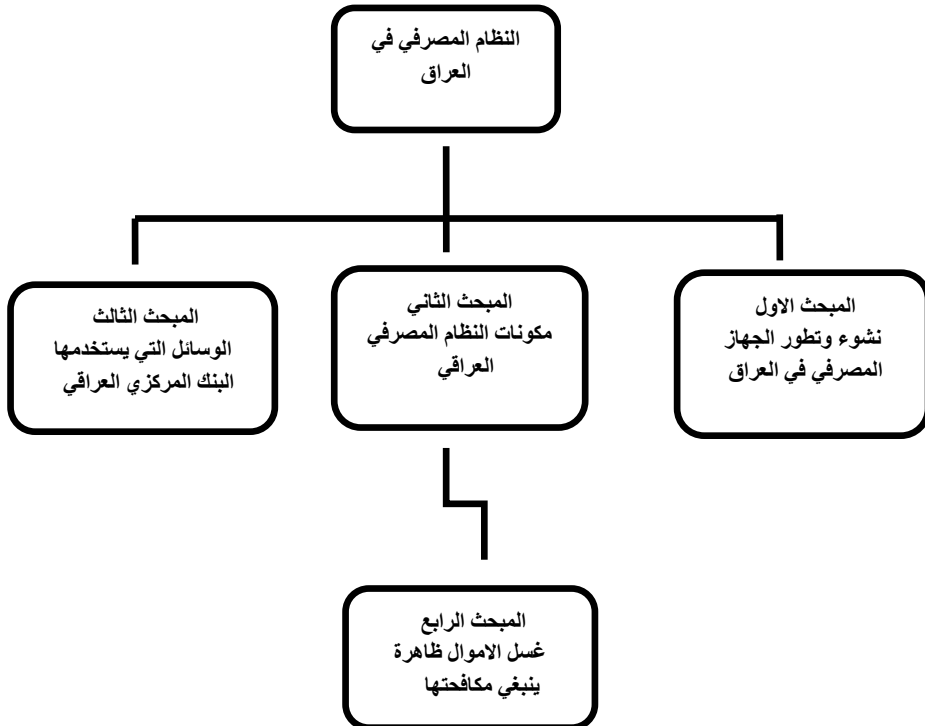 النظام المصرفي في
العراق
المبحث الاول
نشوء وتطور الجهاز
المصرفي في العراق
المبحث الثاني
مكونات النظام المصرفي
العراقي
المبحث الثالث
الوسائل التي يستخدمها
البنك المركزي العراقي
المبحث الرابع
غسل الاموال ظاهرة
ينبغي مكافحتها